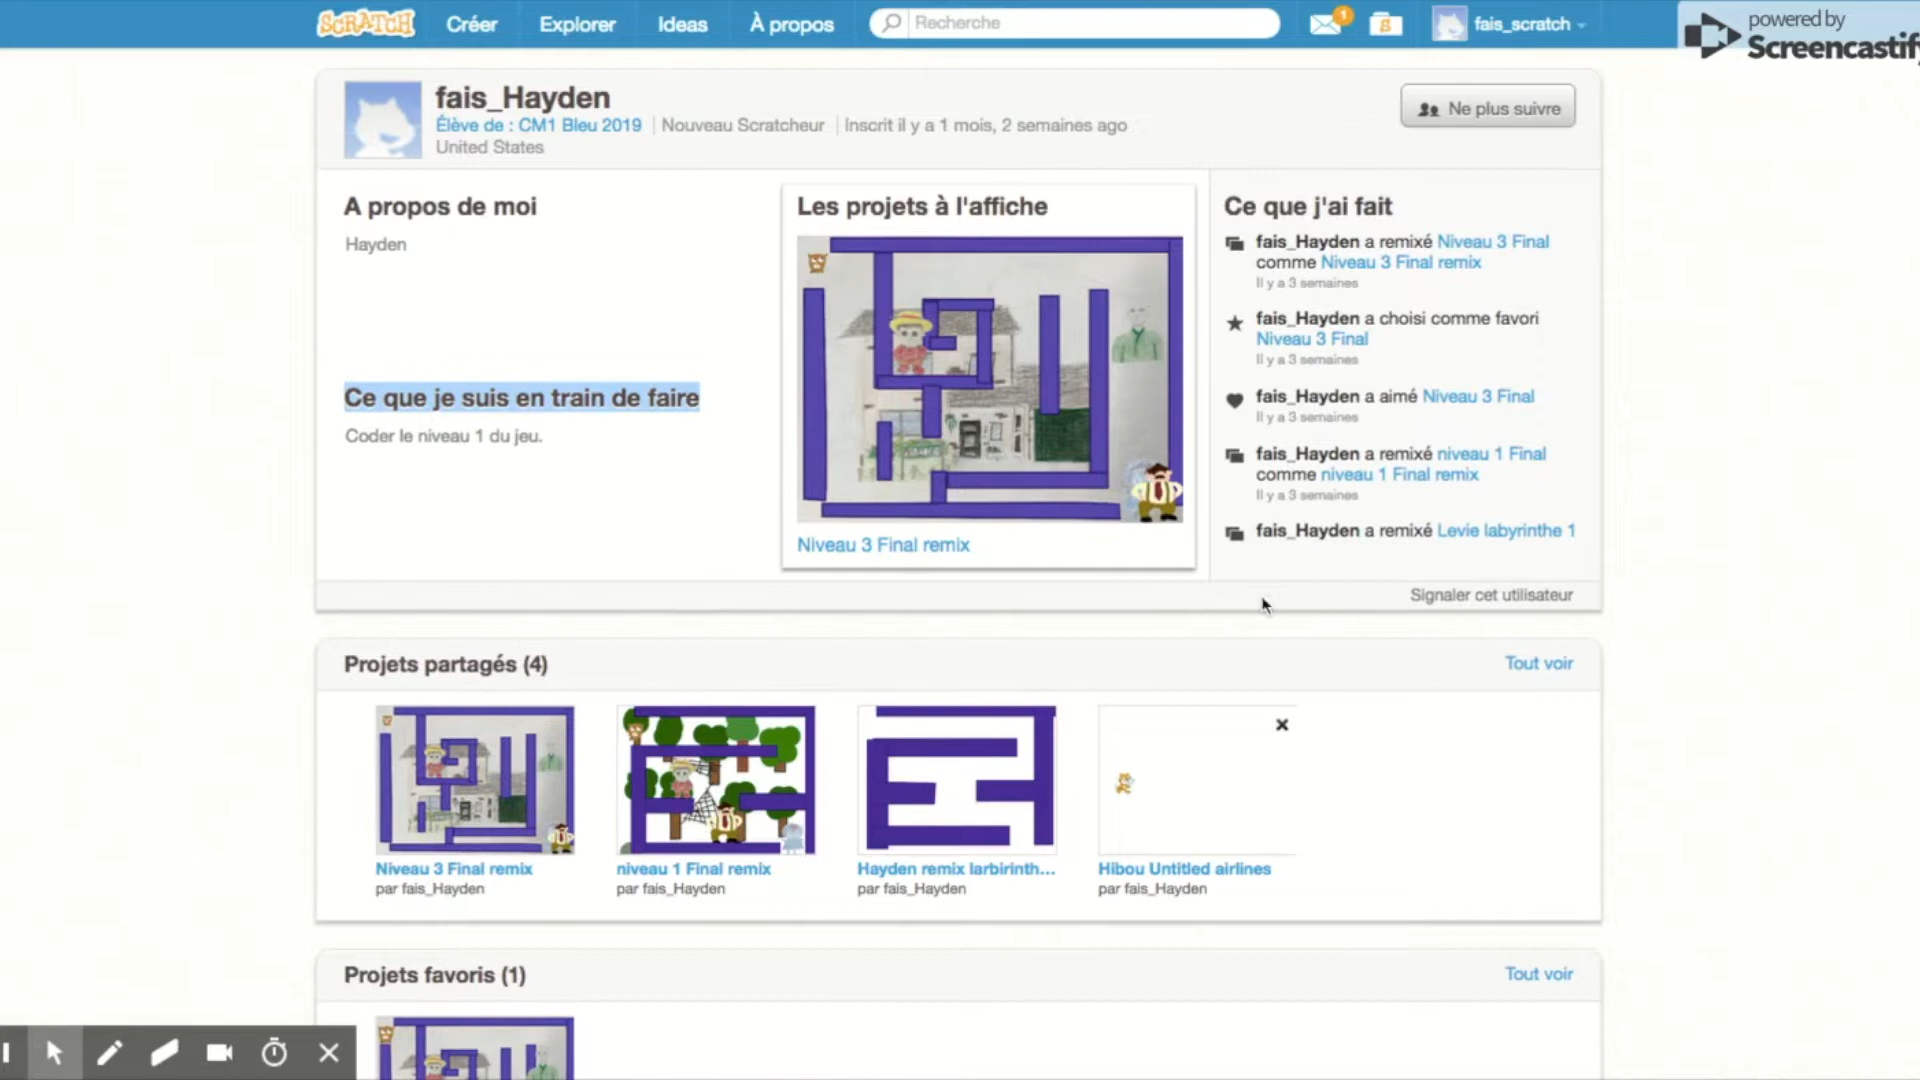 SCRATCH Créer Explorer Ideas À propos Recherche 1 S fais_scratch
powered by
Screencastify
fais_Hayden
Élève de : CM1 Bleu 2019 Nouveau Scratcheur Inscrit il y a 1 mois, 2 semaines ago
United States
Ne plus suivre
A propos de moi
Hayden
Ce que je suis en train de faire
Coder le niveau 1 du jeu.
Les projets à l'affiche
Niveau 3 Final remix
Ce que j'ai fait
fais_Hayden a remixé Niveau 3 Final
comme Niveau 3 Final remix
Il y a 3 semaines
fais_Hayden a choisi comme favori
Niveau 3 Final
Il y a 3 semaines
fais_Hayden a aimé Niveau 3 Final
Il y a 3 semaines
fais_Hayden a remixé niveau 1 Final
comme niveau 1 Final remix
Il y a 3 semaines
fais_Hayden a remixé Levie labyrinthe 1
Signaler cet utilisateur
Projets partagés (4) Tout voir
Niveau 3 Final remix
par fais_Hayden
niveau 1 Final remix
par fais_Hayden
Hayden remix larbirinth...
par fais_Hayden
Hibou Untitled airlines
par fais_Hayden
Projets favoris (1) Tout voir